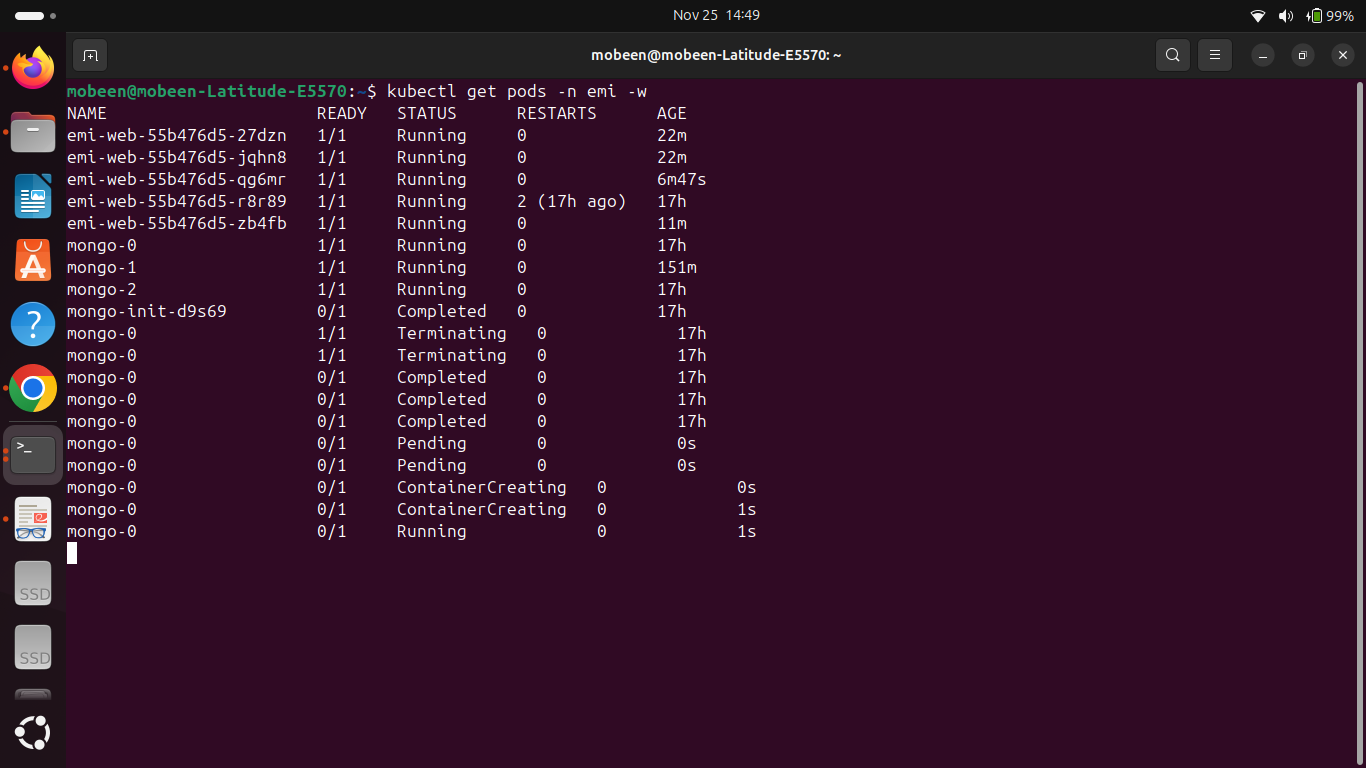 Nov 25 14:49
99%
mobeen@mobeen-Latitude-E5570: ~
mobeen@mobeen-Latitude-E5570:~$ kubectl get pods -n emi -w
NAME READY STATUS RESTARTS AGE
emi-web-55b476d5-27dzn 1/1 Running 0 22m
emi-web-55b476d5-jqhn8 1/1 Running 0 22m
emi-web-55b476d5-qg6mr 1/1 Running 0 6m47s
emi-web-55b476d5-r8r89 1/1 Running 2 (17h ago) 17h
emi-web-55b476d5-zb4fb 1/1 Running 0 11m
mongo-0 1/1 Running 0 17h
mongo-1 1/1 Running 0 151m
mongo-2 1/1 Running 0 17h
mongo-init-d9s69 0/1 Completed 0 17h
mongo-0 1/1 Terminating 0 17h
mongo-0 1/1 Terminating 0 17h
mongo-0 0/1 Completed 0 17h
mongo-0 0/1 Completed 0 17h
mongo-0 0/1 Completed 0 17h
mongo-0 0/1 Pending 0 0s
mongo-0 0/1 Pending 0 0s
mongo-0 0/1 ContainerCreating 0 0s
mongo-0 0/1 ContainerCreating 0 1s
mongo-0 0/1 Running 0 1s
SSD
SSD